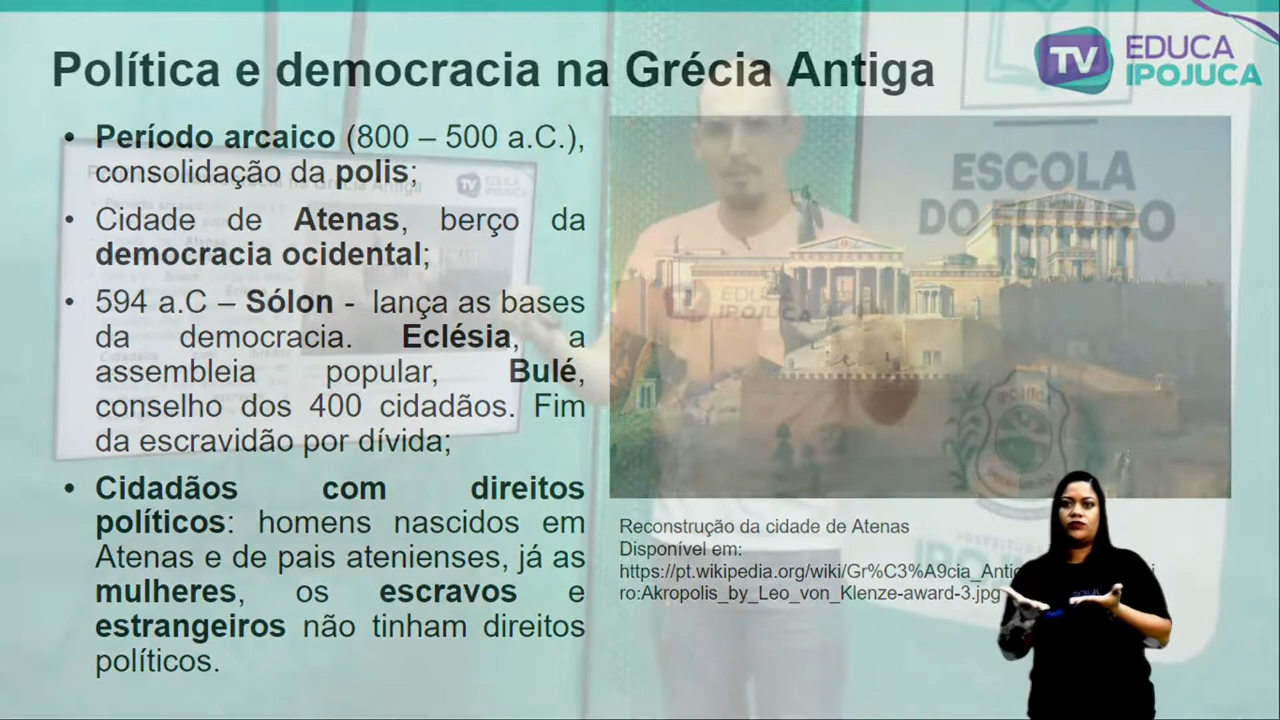 Política e democracia na Grécia Antiga
TV EDUCA
IPOJUCA
• Período arcaico (800 – 500 a.C.),
consolidação da polis;
• Cidade de Atenas, berço da
democracia ocidental;
• 594 a.C – Sólon - lança as bases
da democracia. Eclésia, a
assembleia popular, Bulé,
conselho dos 400 cidadãos. Fim
da escravidão por dívida;
• Cidadãos com direitos
políticos: homens nascidos em
Atenas e de pais atenienses, já as
mulheres, os escravos e
estrangeiros não tinham direitos
políticos.
ESCOLA
DO FUTURO
EDUCA
IPOJUCA
Reconstrução da cidade de Atenas
Disponível em:
https://pt.wikipedia.org/wiki/Gr%C3%A9cia_Antig
ro:Akropolis_by_Leo_von_Klenze-award-3.jpg